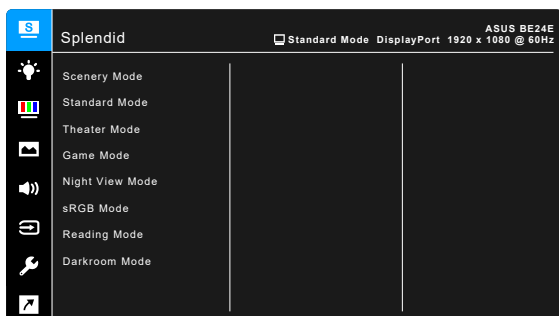 S
Splendid
ASUS BE24E
Standard Mode DisplayPort 1920 x 1080 @ 60Hz
Scenery Mode
Standard Mode
Theater Mode
Game Mode
Night View Mode
sRGB Mode
Reading Mode
Darkroom Mode